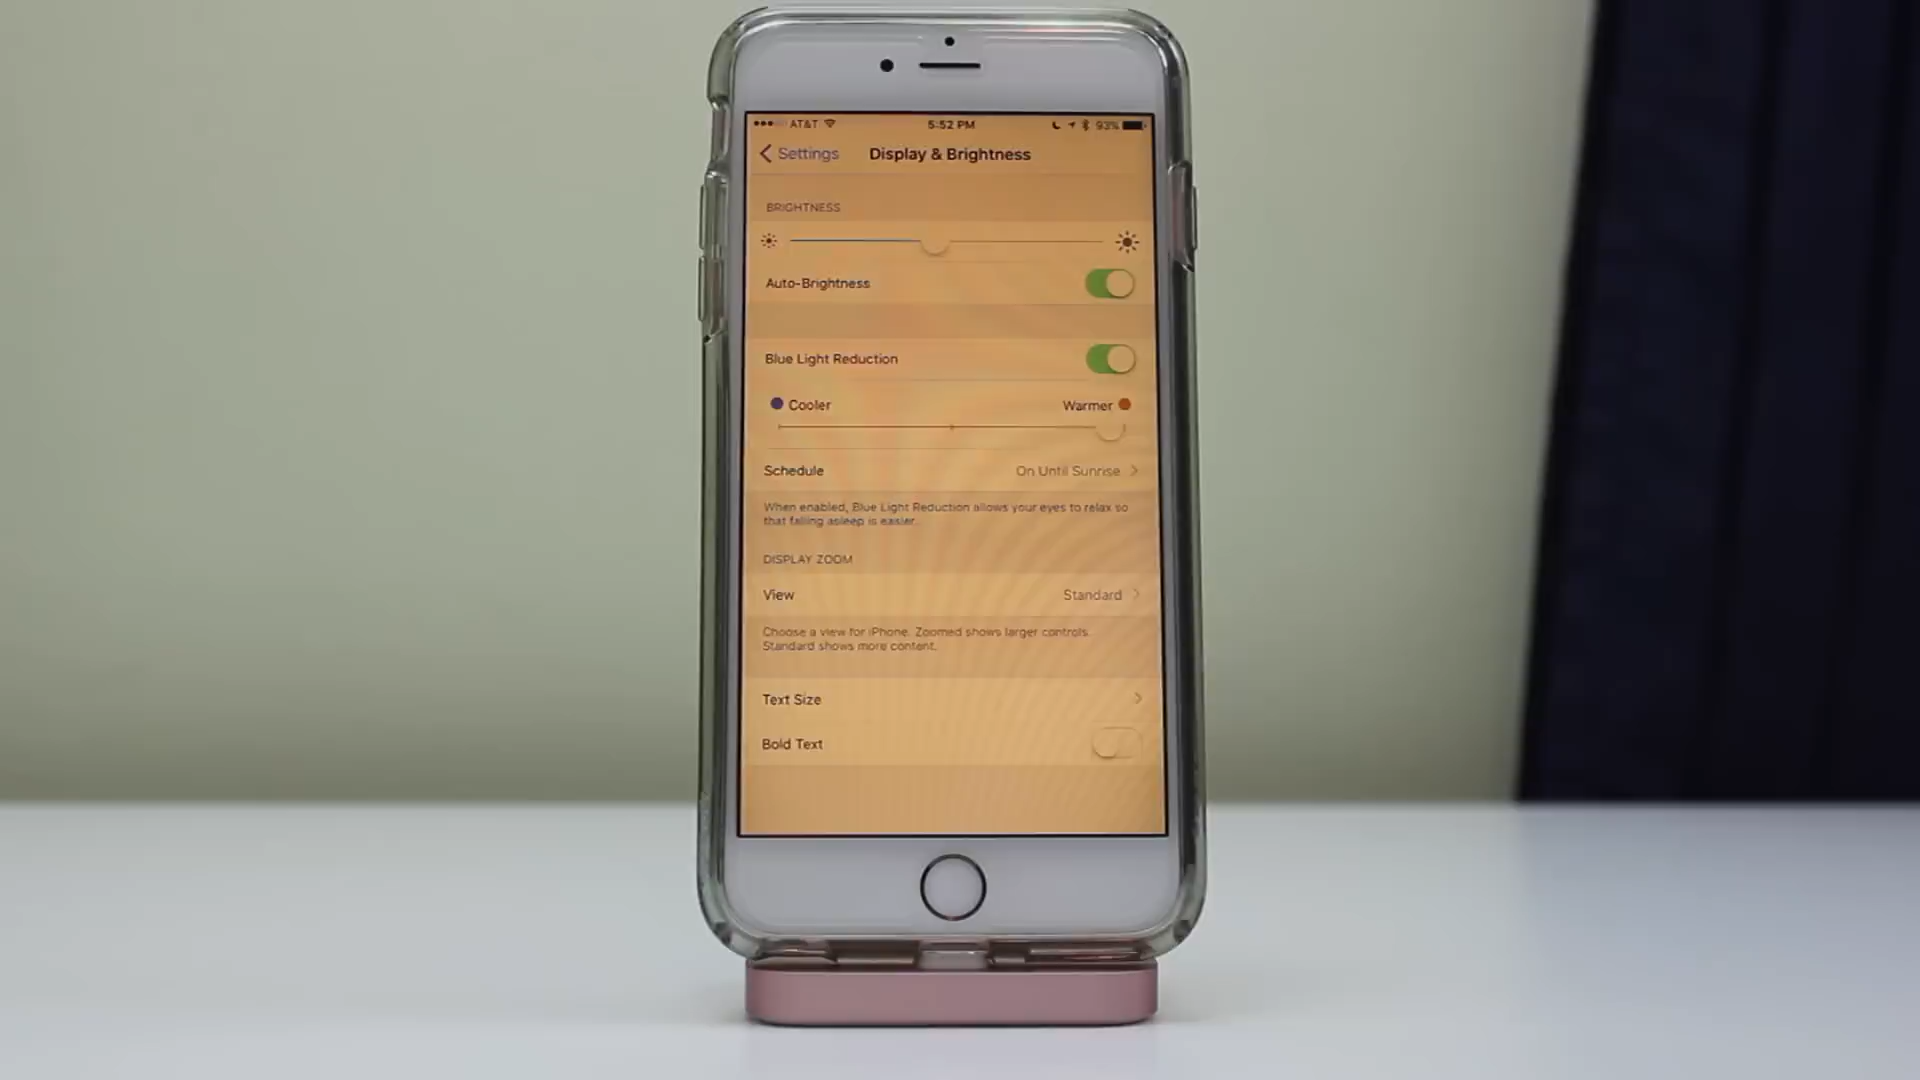 AT&T 5:52 PM 93%
Settings Display & Brightness
BRIGHTNESS
Auto-Brightness
Blue Light Reduction
Cooler Warmer
Schedule On Until Sunrise
When enabled, Blue Light Reduction allows your eyes to relax so
that falling asleep is easier.
DISPLAY ZOOM
View Standard
Choose a view for iPhone. Zoomed shows larger controls.
Standard shows more content.
Text Size
Bold Text